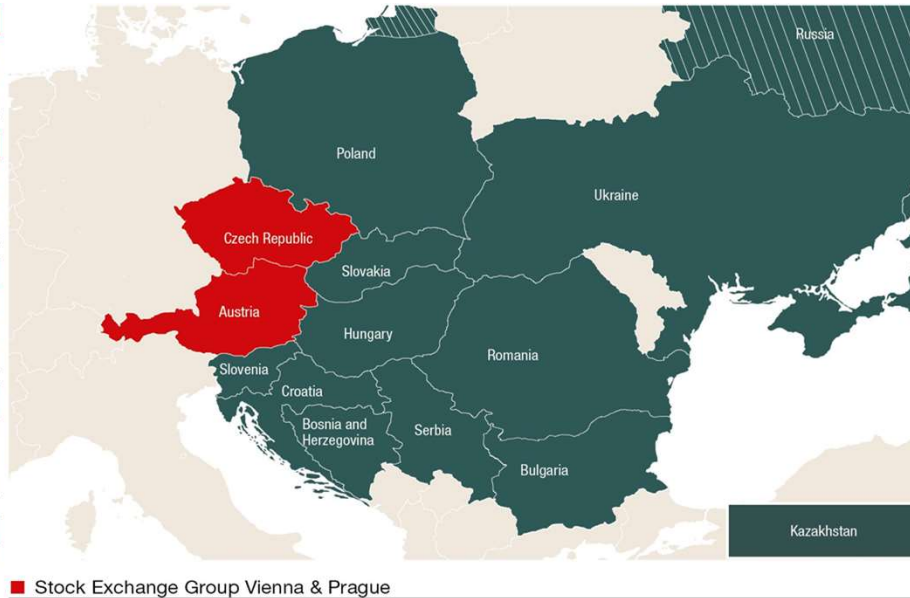 Russia
Poland
Ukraine
Czech Republic
Slovakia
Austria
Hungary
Romania
Slovenia
Croatia
Bosnia and
Herzegovina
Serbia
Bulgaria
Kazakhstan
Stock Exchange Group Vienna & Prague